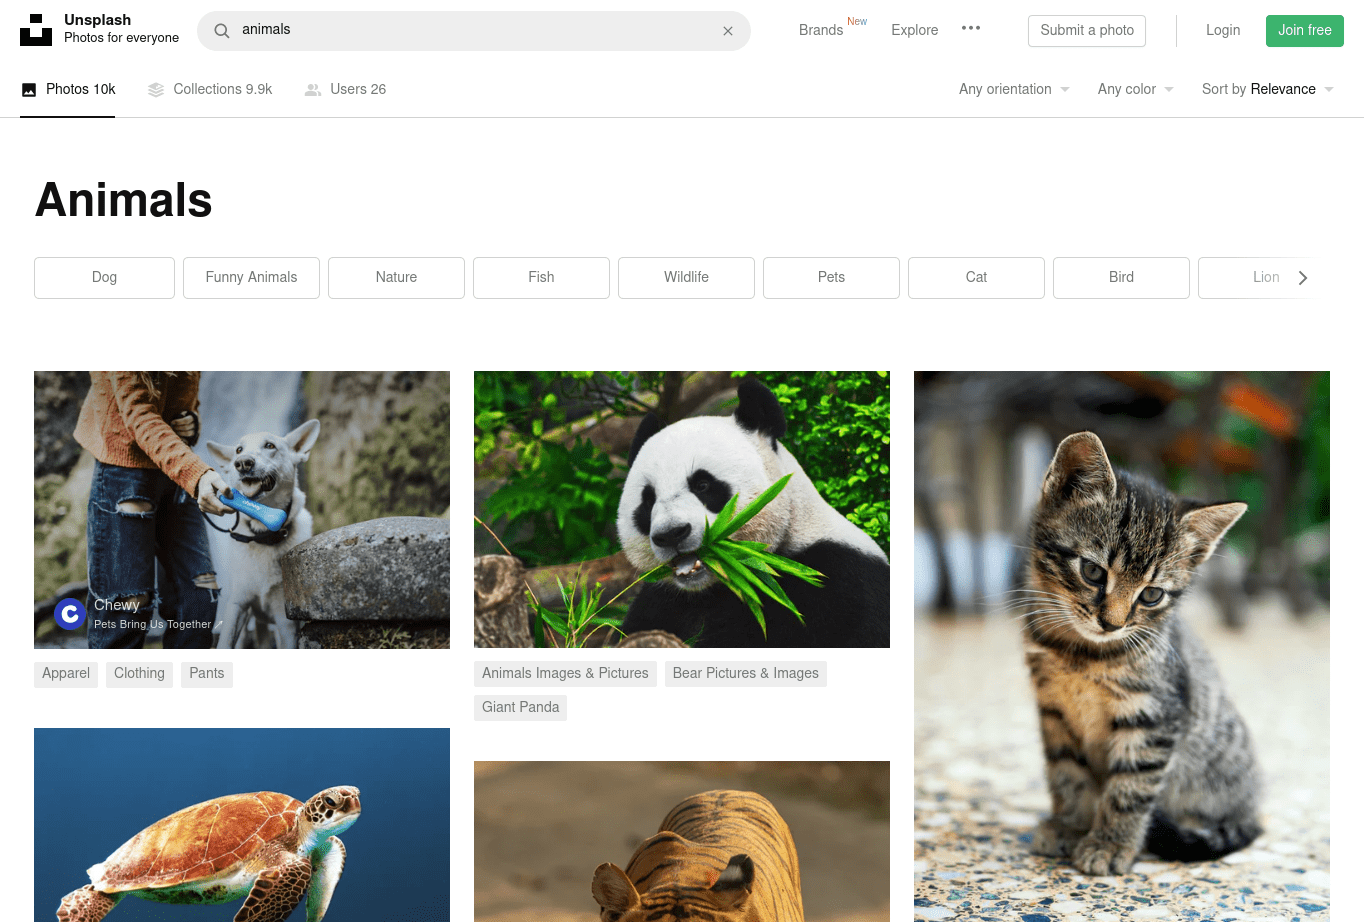 Unsplash
Photos for everyone
animals
Brands New
Explore
Submit a photo
Login
Join free
Photos 10k
Collections 9.9k
Users 26
Any orientation
Any color
Sort by Relevance
Animals
Dog
Funny Animals
Nature
Fish
Wildlife
Pets
Cat
Bird
Lion
C
Chewy
Pets Bring Us Together
Apparel
Clothing
Pants
Animals Images & Pictures
Bear Pictures & Images
Giant Panda